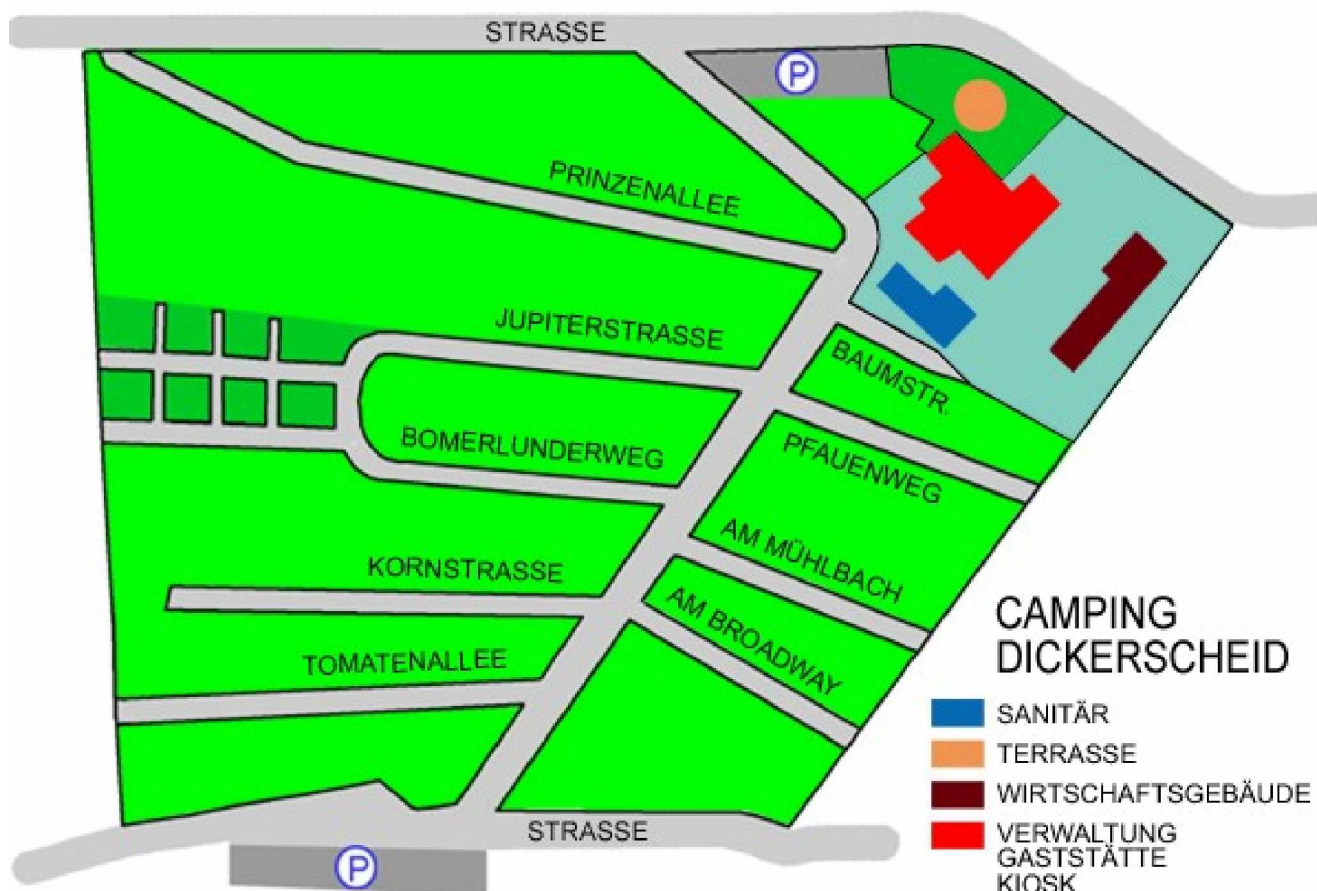 STRASSE
P
PRINZENALLEE
JUPITERSTRASSE
BAUMSTR.
BOMERLUNDERWEG
PFAUENWEG
AM MÜHLBACH
KORNSTRASSE
AM BROADWAY
TOMATENALLEE
STRASSE
P
CAMPING
DICKERSCHEID
SANITÄR
TERRASSE
WIRTSCHAFTSGEBÄUDE
VERWALTUNG
GASTSTÄTTE
KIOSK